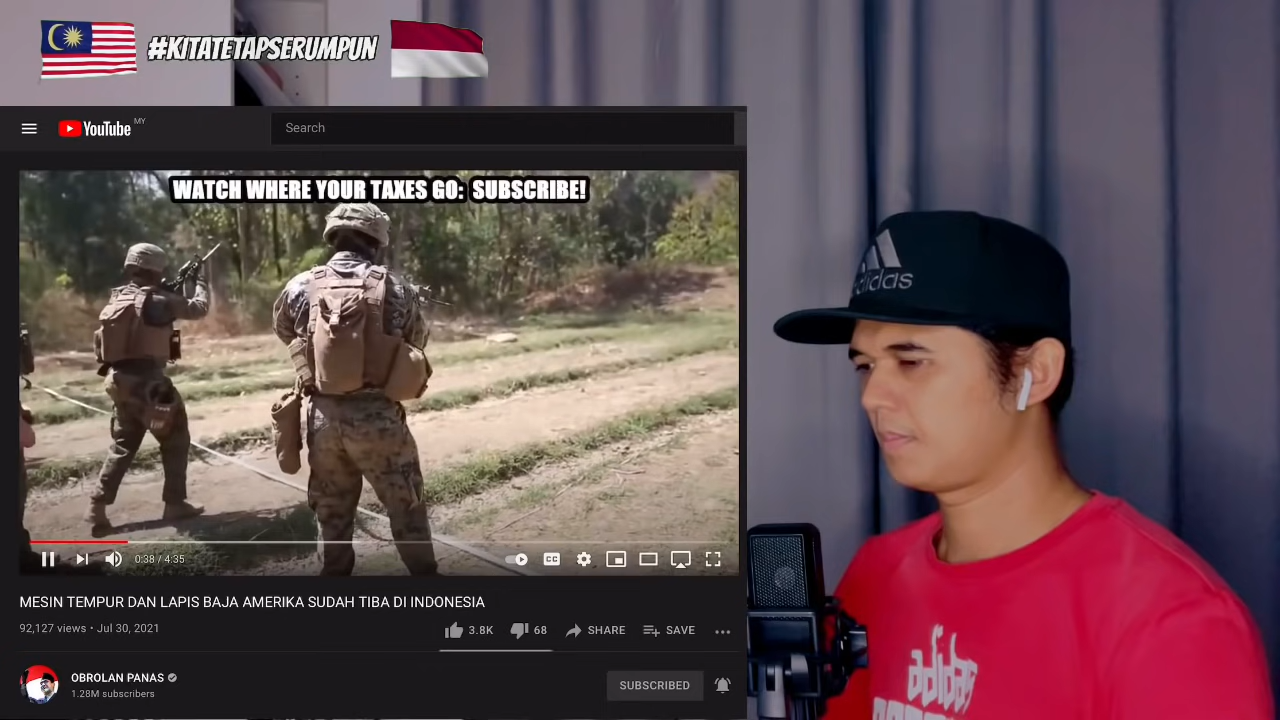 #KITATETAPSERUMPUN
YouTube MY
Search
WATCH WHERE YOUR TAXES GO: SUBSCRIBE!
0:38 / 4:35
CC
MESIN TEMPUR DAN LAPIS BAJA AMERIKA SUDAH TIBA DI INDONESIA
92,127 views • Jul 30, 2021
3.8K
68
SHARE
SAVE
OBROLAN PANAS
1.28M subscribers
SUBSCRIBED
adidas
adidas